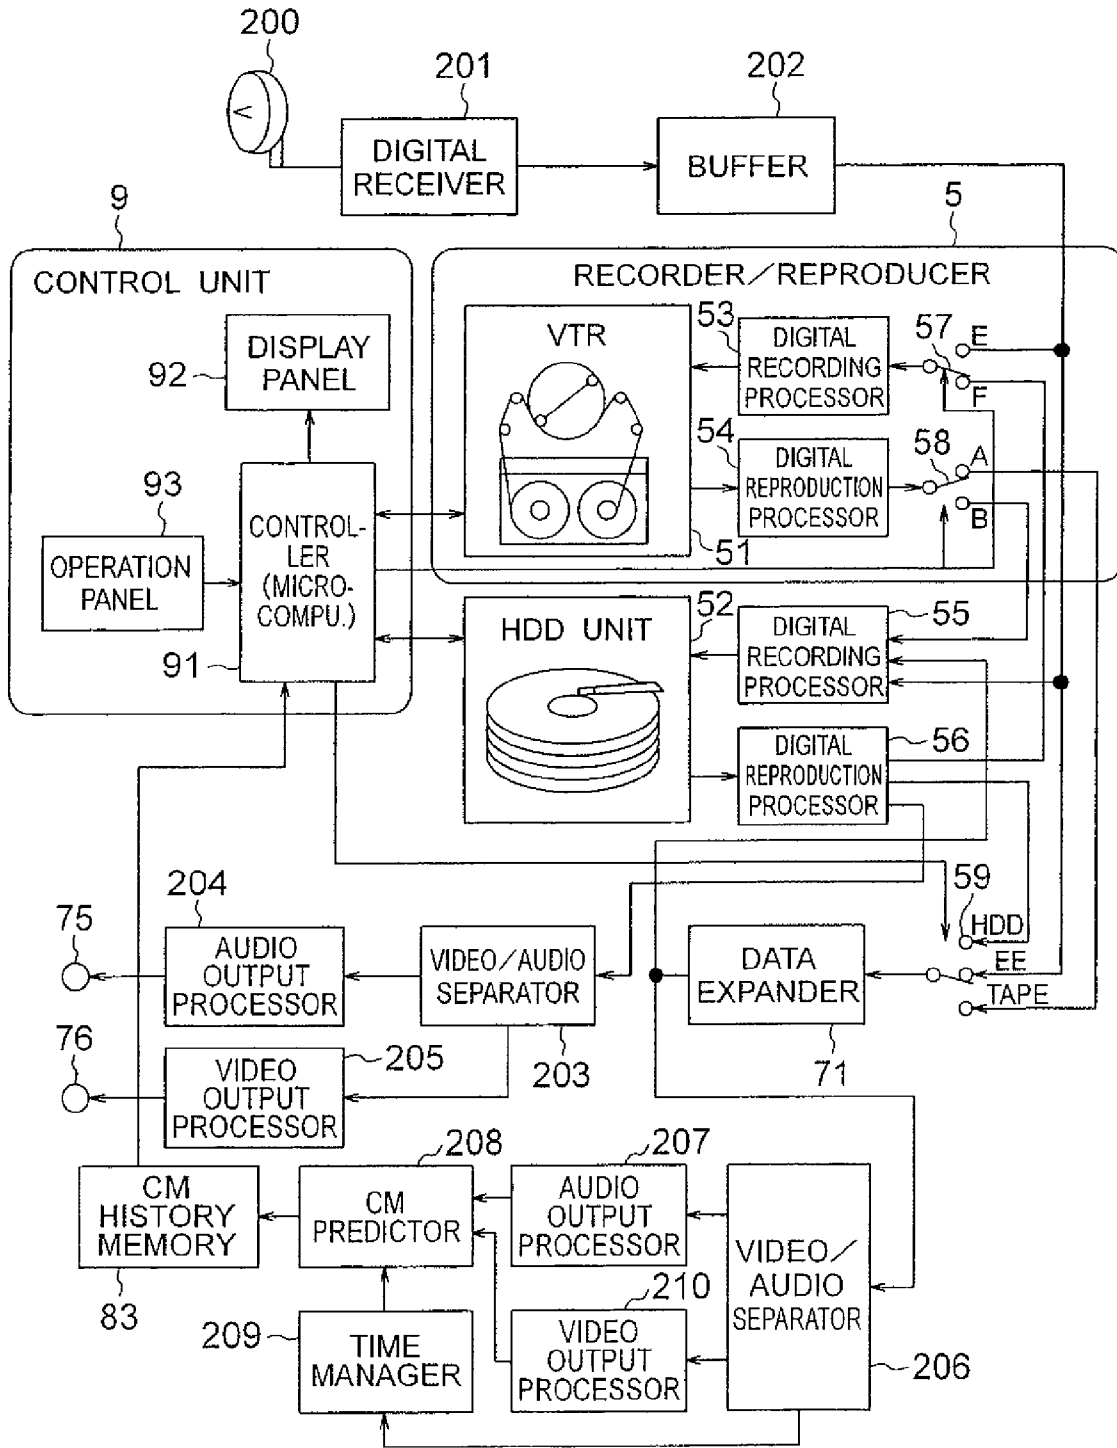 200
201
202
DIGITAL
RECEIVER
BUFFER
9
5
CONTROL UNIT
RECORDER/REPRODUCER
DISPLAY
PANEL
92
93
OPERATION
PANEL
CONTROL-
LER
(MICRO-
COMPU.)
91
VTR
51
53
DIGITAL
RECORDING
PROCESSOR
57
E
F
54
DIGITAL
REPRODUCTION
PROCESSOR
58
A
B
HDD UNIT
52
55
DIGITAL
RECORDING
PROCESSOR
56
DIGITAL
REPRODUCTION
PROCESSOR
204
75
AUDIO
OUTPUT
PROCESSOR
VIDEO/AUDIO
SEPARATOR
203
DATA
EXPANDER
71
59
HDD
EE
TAPE
76
205
VIDEO
OUTPUT
PROCESSOR
CM
HISTORY
MEMORY
83
208
CM
PREDICTOR
207
AUDIO
OUTPUT
PROCESSOR
VIDEO/
AUDIO
SEPARATOR
206
209
TIME
MANAGER
210
VIDEO
OUTPUT
PROCESSOR